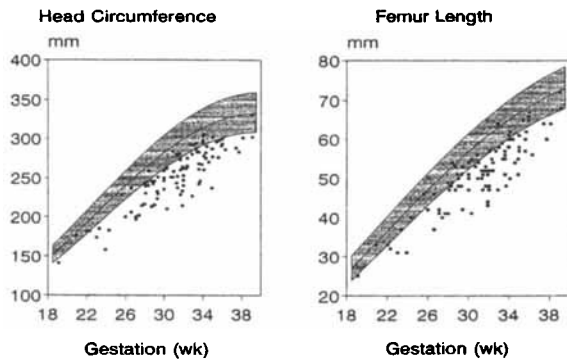 Head Circumference
Femur Length
mm
400
350
300
250
200
150
100
18 22 26 30 34 38
Gestation (wk)
mm
80
70
60
50
40
30
20
18 22 26 30 34 38
Gestation (wk)